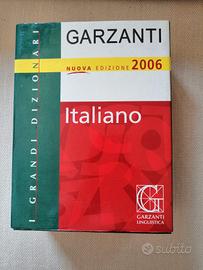 I GRANDI DIZIONARI
GARZANTI
NUOVA EDIZIONE 2006
Italiano
G
GARZANTI
LINGUISTICA
subito